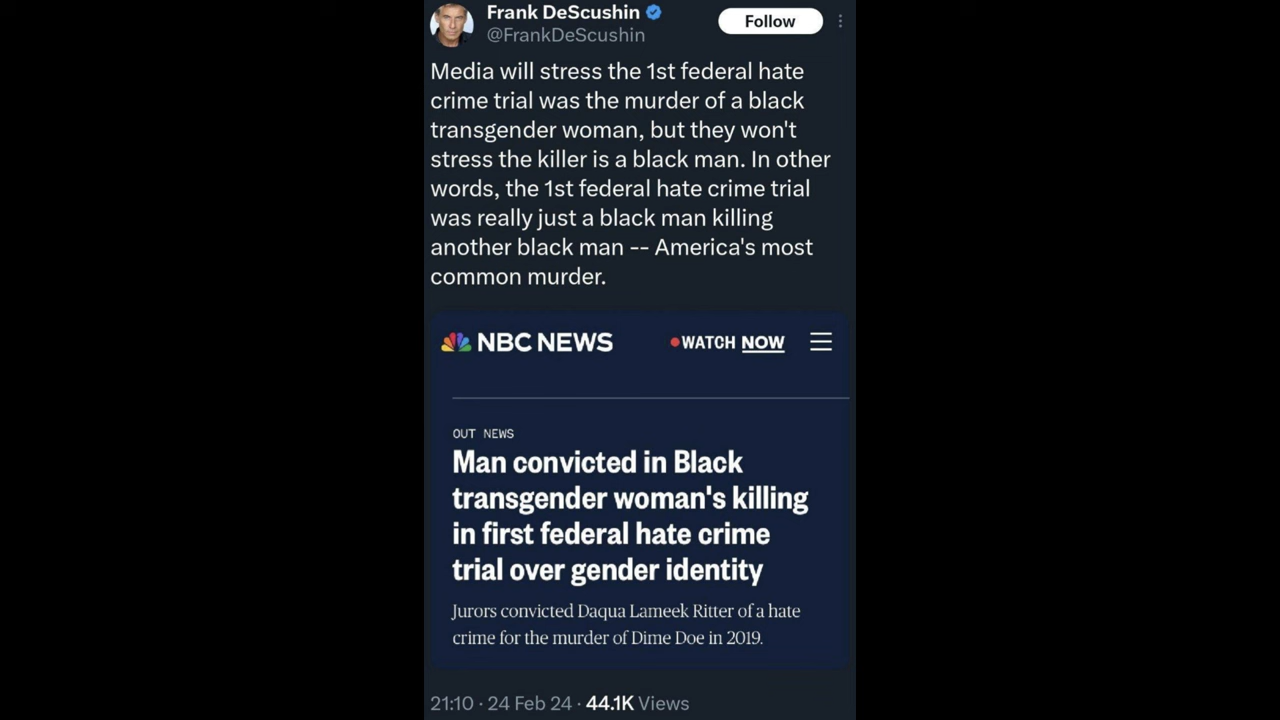 Frank DeScushin
Follow
@FrankDeScushin
Media will stress the 1st federal hate
crime trial was the murder of a black
transgender woman, but they won't
stress the killer is a black man. In other
words, the 1st federal hate crime trial
was really just a black man killing
another black man -- America's most
common murder.
NBC NEWS
WATCH NOW
OUT NEWS
Man convicted in Black
transgender woman's killing
in first federal hate crime
trial over gender identity
Jurors convicted Daqua Lameek Ritter of a hate
crime for the murder of Dime Doe in 2019.
21:10 · 24 Feb 24 · 44.1K Views